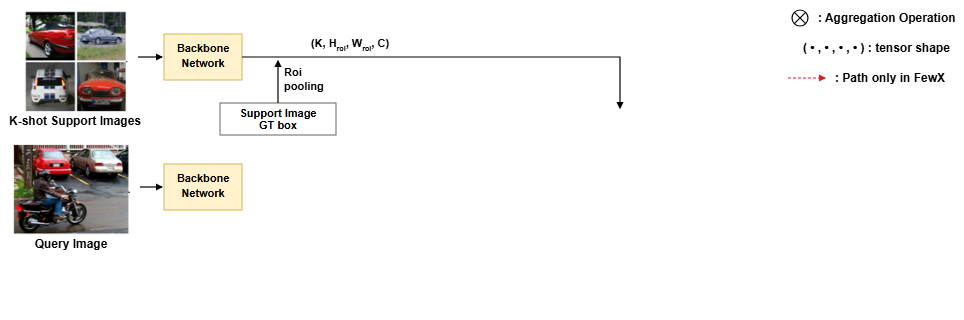 Backbone
Network
(K, Hroi, Wroi, C)
Roi
pooling
Support Image
GT box
K-shot Support Images
Backbone
Network
Query Image
: Aggregation Operation
( • , • , • , • ) : tensor shape
: Path only in FewX